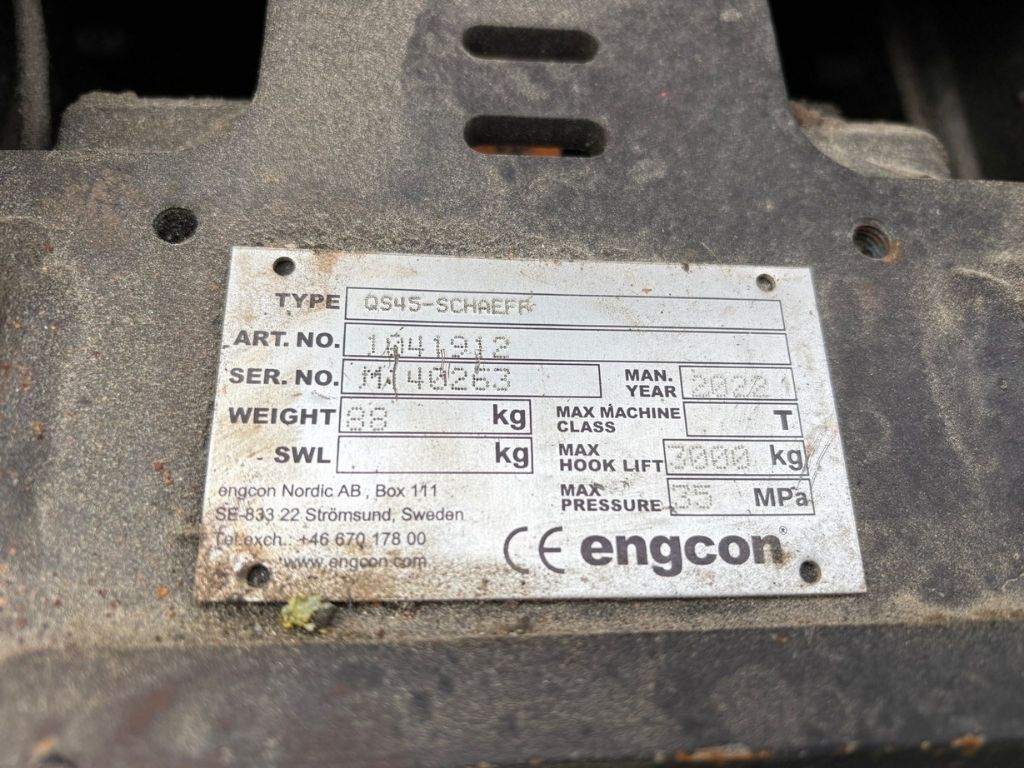 TYPE QS45-SCHAEFF
ART. NO. 1041912
SER. NO. 40263 MAN. YEAR
WEIGHT 88 kg MAX MACHINE CLASS T
SWL kg MAX HOOK LIFT 3000 kg
MAX PRESSURE 35 MPa
engcon Nordic AB , Box 111
SE-833 22 Strömsund, Sweden
Tel.exch.: +46 670 178 00
www.engcon.com
CE engcon®